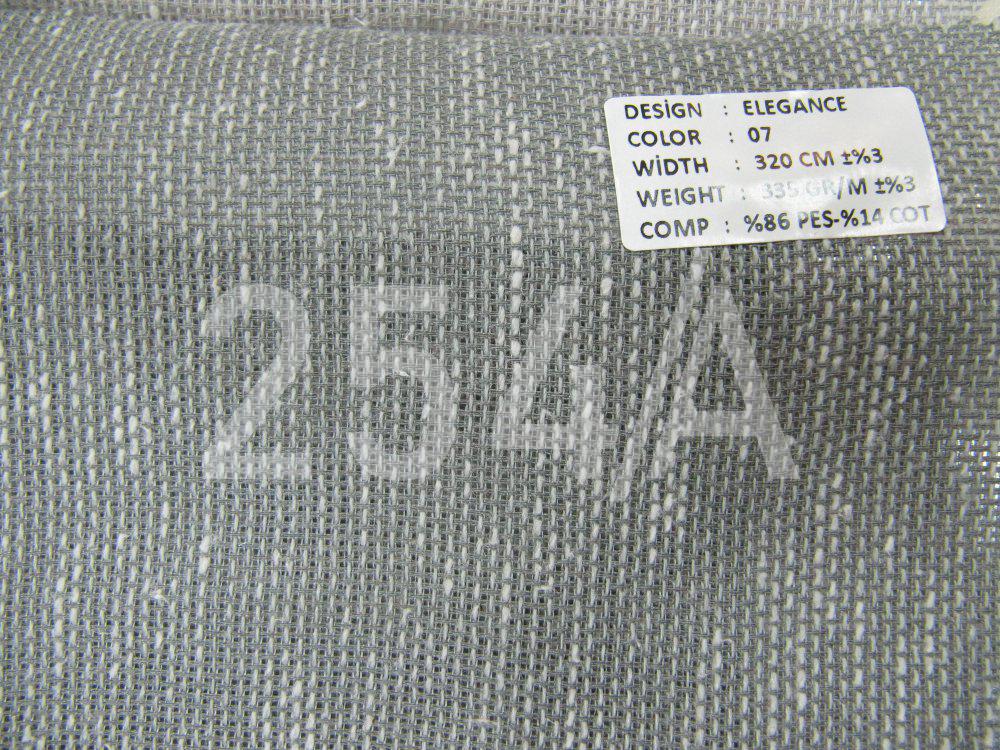 DESİGN : ELEGANCE
COLOR : 07
WİDTH : 320 CM ±%3
WEIGHT : 335 GR/M ±%3
COMP : %86 PES-%14 COT
254/A